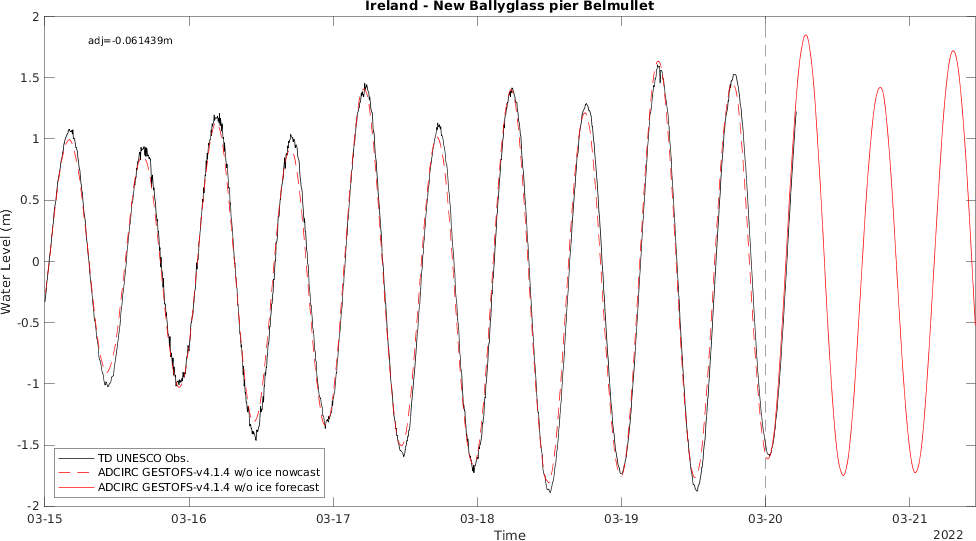 Ireland - New Ballyglass pier Belmullet
adj=-0.061439m
2
1.5
1
0.5
0
-0.5
-1
-1.5
-2
Water Level (m)
TD UNESCO Obs.
ADCIRC GESTOFS-v4.1.4 w/o ice nowcast
ADCIRC GESTOFS-v4.1.4 w/o ice forecast
03-15 03-16 03-17 03-18 03-19 03-20 03-21
Time
2022